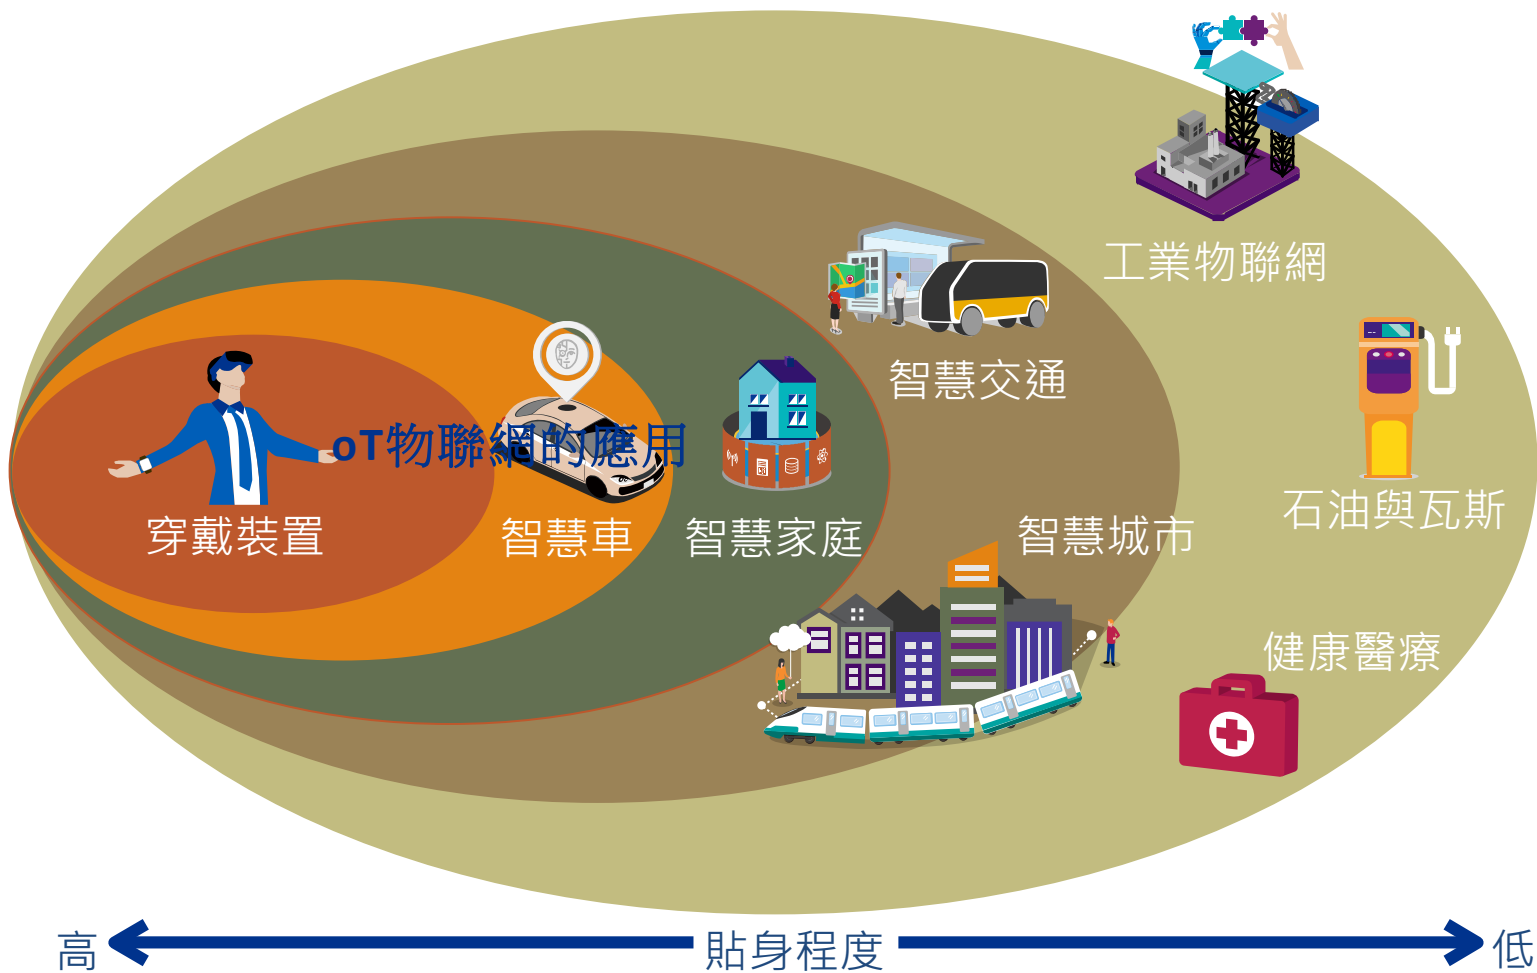 工業物聯網
智慧交通
oT物聯網的應用
石油與瓦斯
穿戴裝置
智慧車
智慧家庭
智慧城市
健康醫療
高
貼身程度
低